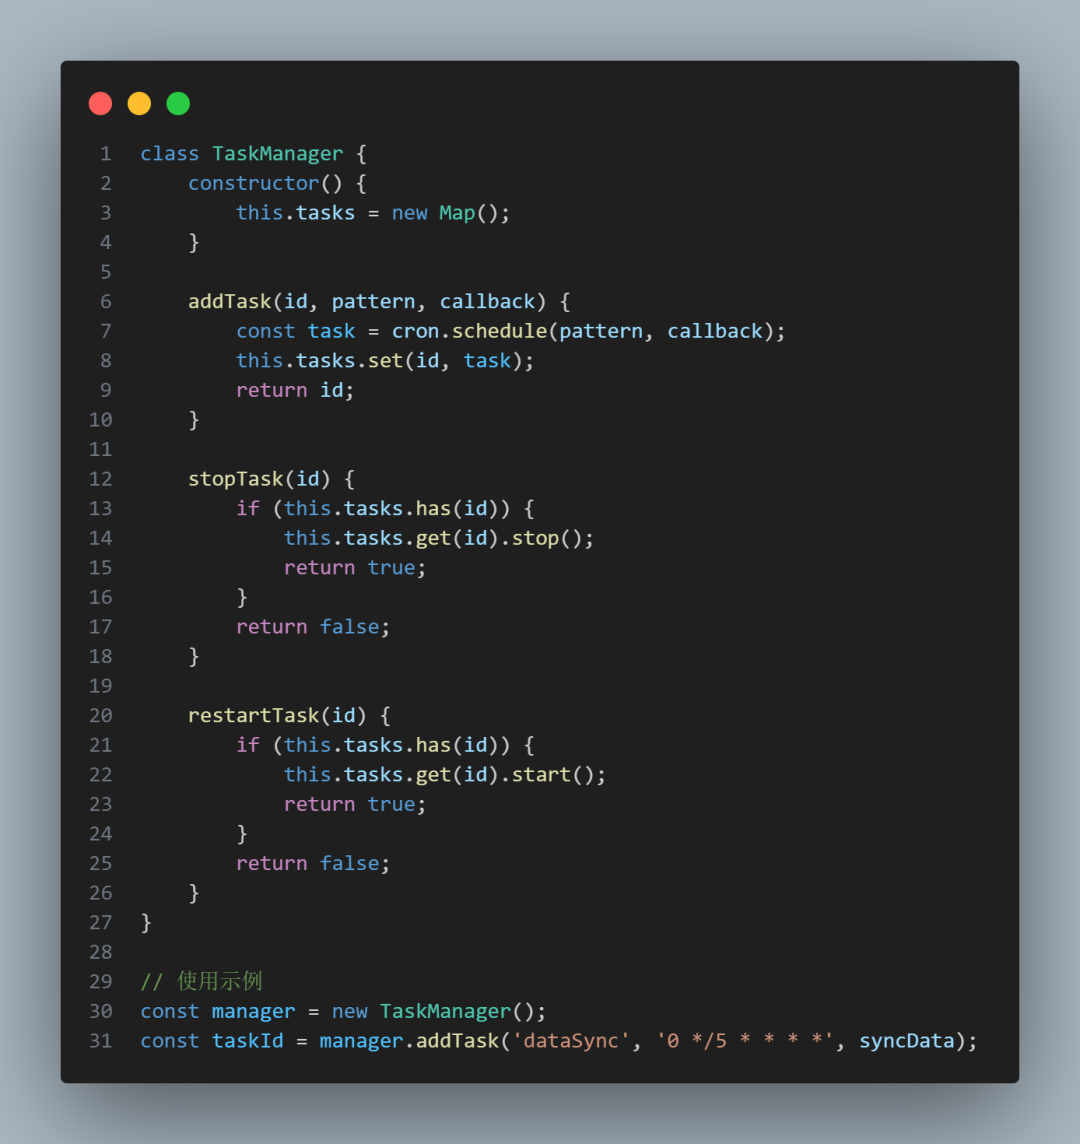 1 class TaskManager {
2     constructor() {
3         this.tasks = new Map();
4     }
5
6     addTask(id, pattern, callback) {
7         const task = cron.schedule(pattern, callback);
8         this.tasks.set(id, task);
9         return id;
10     }
11
12     stopTask(id) {
13         if (this.tasks.has(id)) {
14             this.tasks.get(id).stop();
15             return true;
16         }
17         return false;
18     }
19
20     restartTask(id) {
21         if (this.tasks.has(id)) {
22             this.tasks.get(id).start();
23             return true;
24         }
25         return false;
26     }
27 }
28
29 // 使用示例
30 const manager = new TaskManager();
31 const taskId = manager.addTask('dataSync', '0 */5 * * * *', syncData);